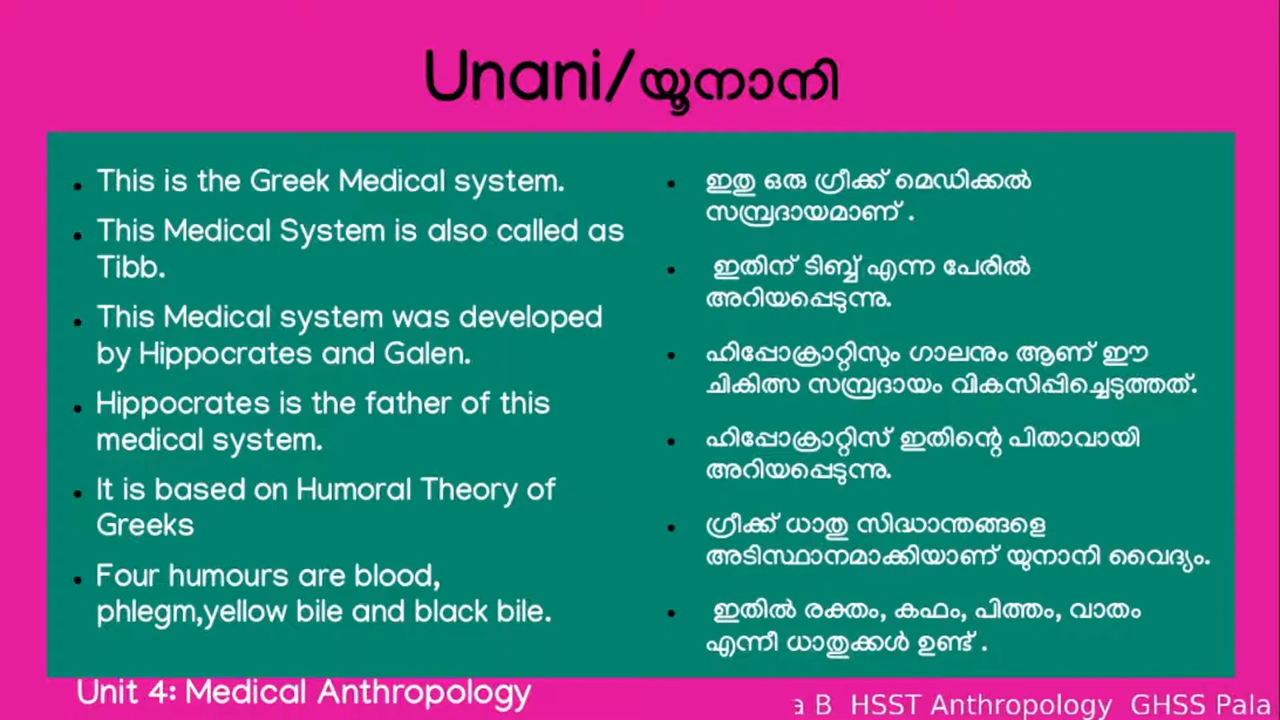 Unani/യൂനാനി
This is the Greek Medical system.
This Medical System is also called as
Tibb.
This Medical system was developed
by Hippocrates and Galen.
Hippocrates is the father of this
medical system.
It is based on Humoral Theory of
Greeks
Four humours are blood,
phlegm,yellow bile and black bile.
ഇതു ഒരു ഗ്രീക്ക് മെഡിക്കൽ
സമ്പ്രദായമാണ് .
ഇതിന് ടിബ്ബ് എന്ന പേരിൽ
അറിയപ്പെടുന്നു.
ഹിപ്പോക്രാറ്റിസും ഗാലനും ആണ് ഈ
ചികിത്സ സമ്പ്രദായം വികസിപ്പിച്ചെടുത്തത്.
ഹിപ്പോക്രാറ്റിസ് ഇതിന്റെ പിതാവായി
അറിയപ്പെടുന്നു.
ഗ്രീക്ക് ധാതു സിദ്ധാന്തങ്ങളെ
അടിസ്ഥാനമാക്കിയാണ് യുനാനി വൈദ്യം.
ഇതിൽ രക്തം, കഫം, പിത്തം, വാതം
എന്നീ ധാതുക്കൾ ഉണ്ട് .
Unit 4: Medical Anthropology
a B HSST Anthropology GHSS Pala